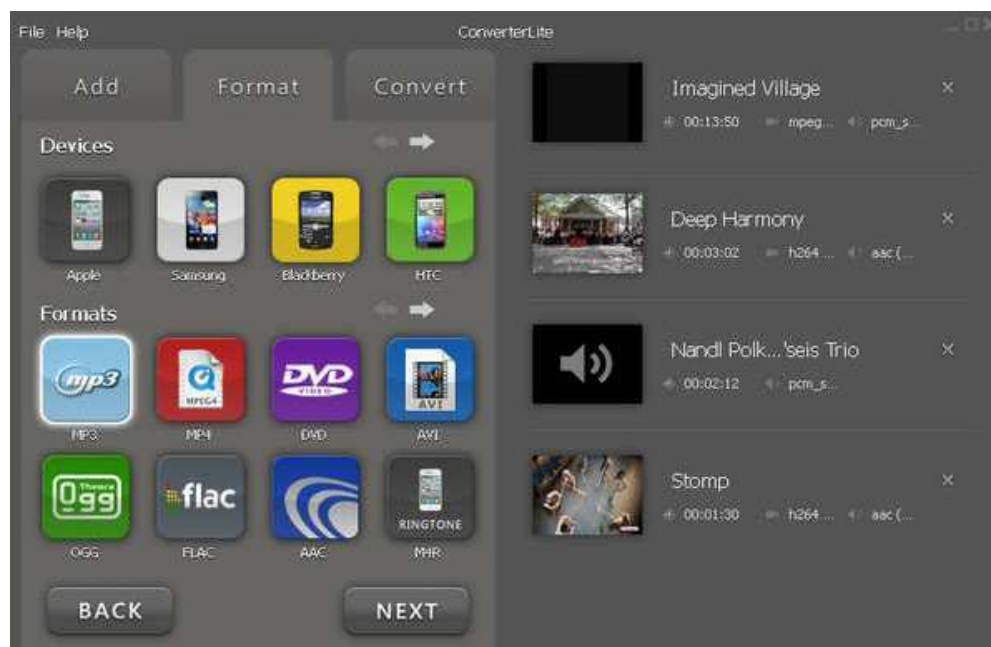 File Help
ConverterLite
Add
Format
Convert
Devices
Apple
Samsung
Blackberry
HTC
Formats
mp3
MPEG4
DVD
VIDEO
AVI
MP3
MP4
DVD
AVI
Theora
Ogg
flac
RINGTONE
OGG
FLAC
AAC
M4R
BACK
NEXT
Imagined Village
00:13:50 mpeg... pcm_s...
Deep Harmony
00:03:02 h264 ... aac (...
Nandl Polk...'seis Trio
00:02:12 pcm_s...
Stomp
00:01:30 h264 ... aac (...